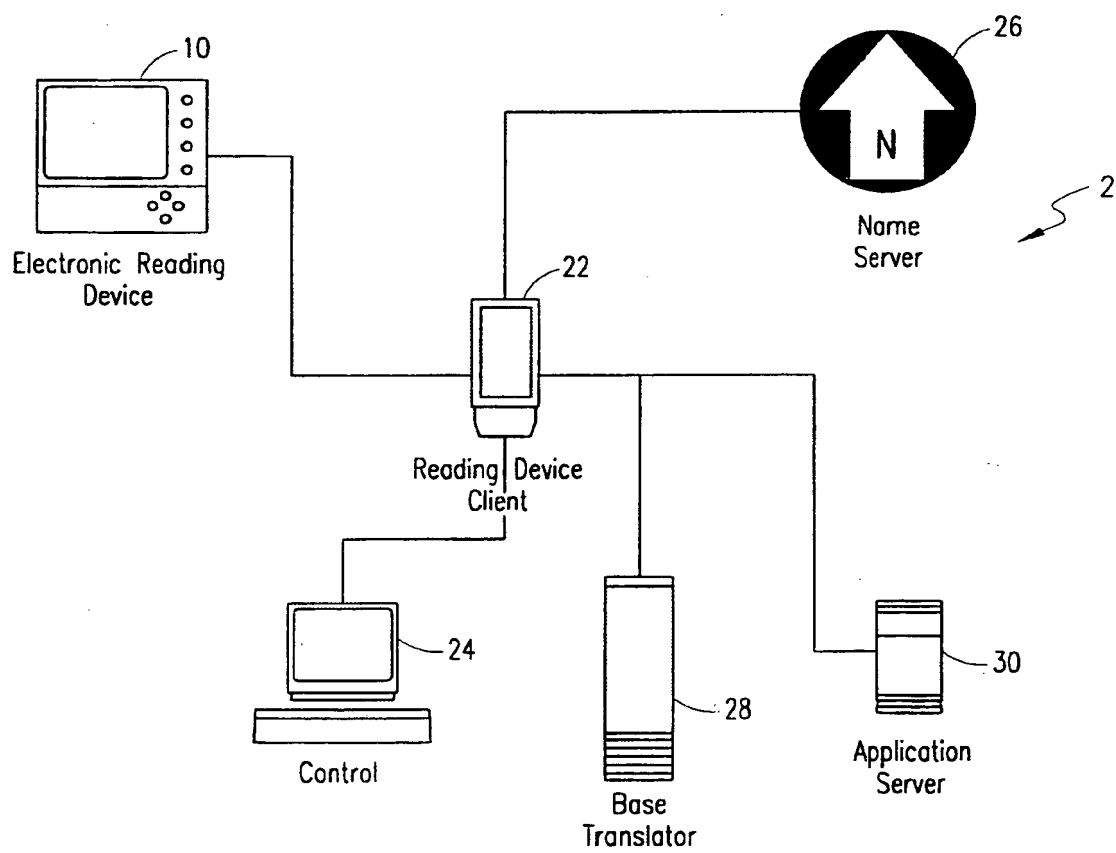 10
26
N
2
Name
Server
Electronic Reading
Device
22
Reading Device
Client
24
Control
28
Base
Translator
30
Application
Server